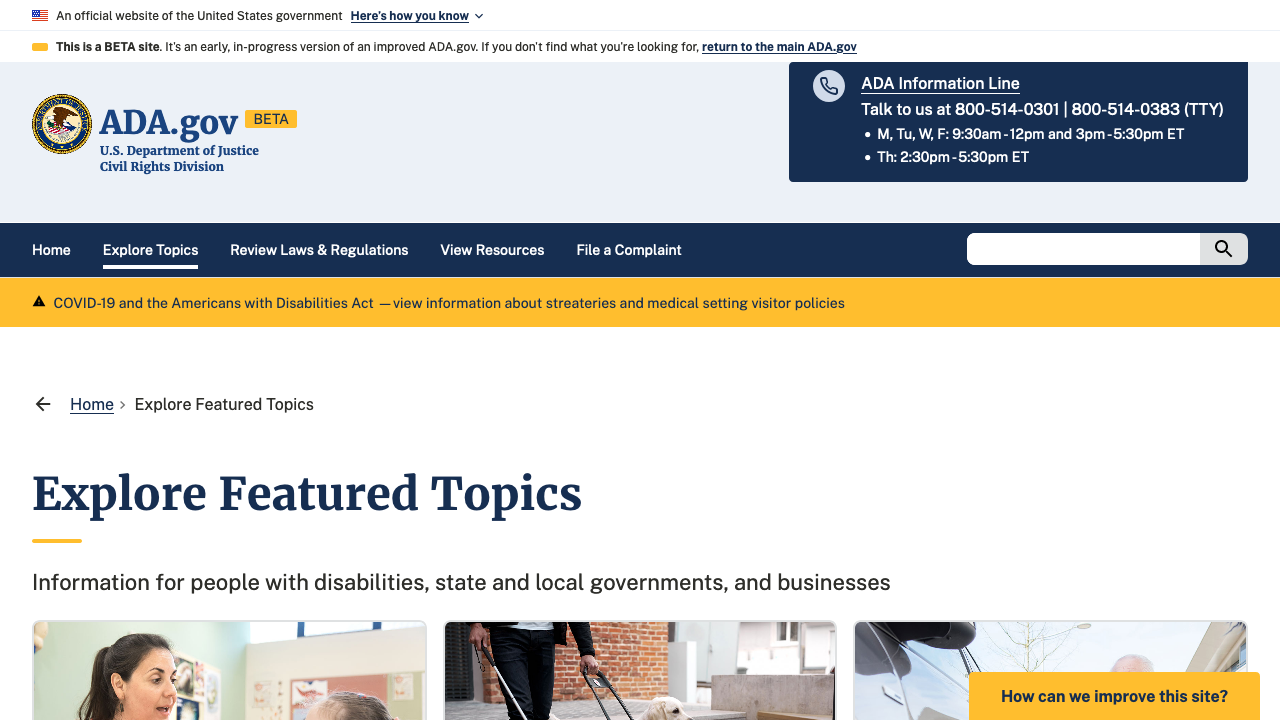 An official website of the United States government Here's how you know
This is a BETA site. It's an early, in-progress version of an improved ADA.gov. If you don't find what you're looking for, return to the main ADA.gov
ADA.gov BETA
U.S. Department of Justice
Civil Rights Division
ADA Information Line
Talk to us at 800-514-0301 | 800-514-0383 (TTY)
• M, Tu, W, F: 9:30am - 12pm and 3pm - 5:30pm ET
• Th: 2:30pm - 5:30pm ET
Home Explore Topics Review Laws & Regulations View Resources File a Complaint
COVID-19 and the Americans with Disabilities Act — view information about streateries and medical setting visitor policies
Home > Explore Featured Topics
Explore Featured Topics
Information for people with disabilities, state and local governments, and businesses
How can we improve this site?